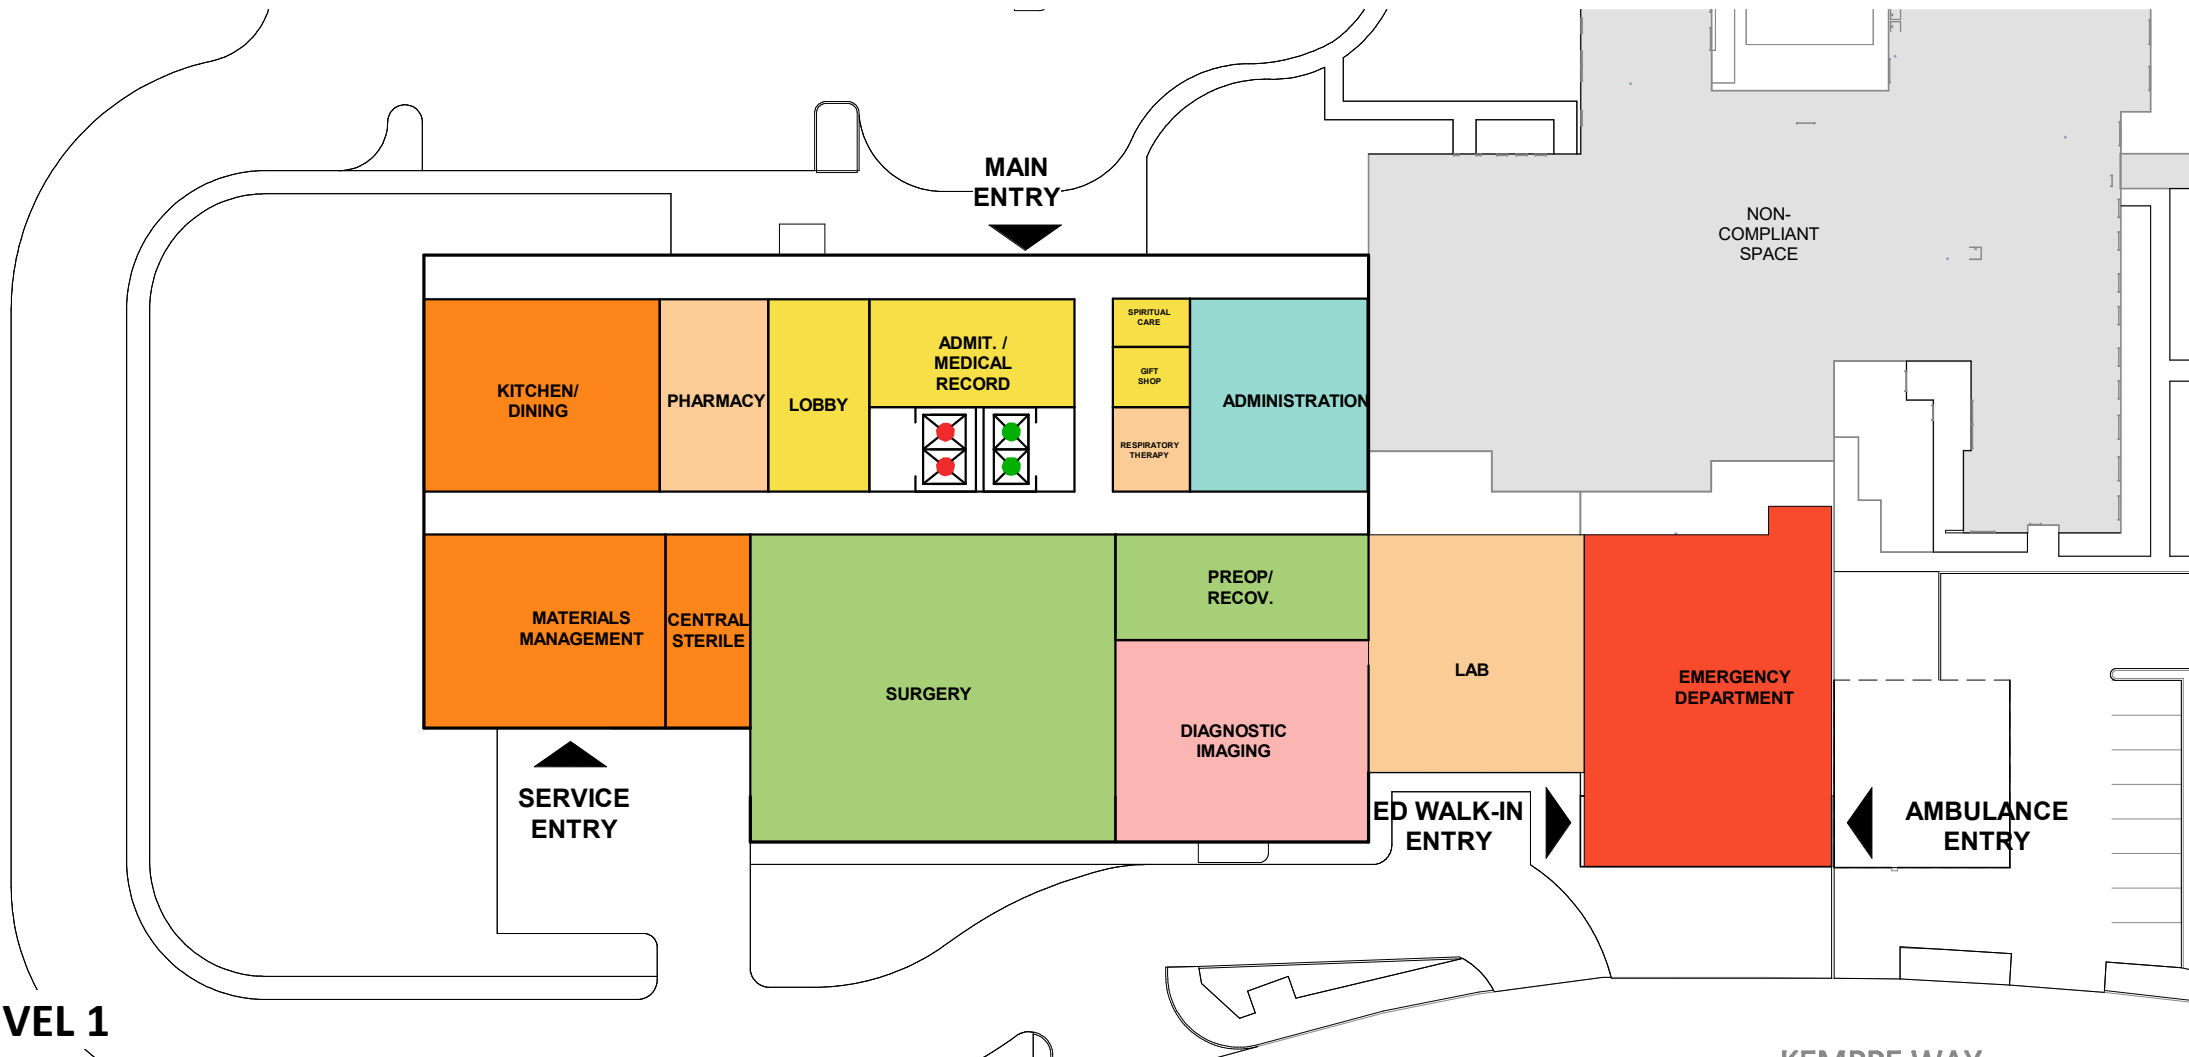 MAIN
ENTRY
NON-
COMPLIANT
SPACE
KITCHEN/
DINING
PHARMACY
LOBBY
ADMIT. /
MEDICAL
RECORD
SPIRITUAL
CARE
GIFT
SHOP
RESPIRATORY
THERAPY
ADMINISTRATION
MATERIALS
MANAGEMENT
CENTRAL
STERILE
SURGERY
PREOP/
RECOV.
DIAGNOSTIC
IMAGING
LAB
EMERGENCY
DEPARTMENT
SERVICE
ENTRY
ED WALK-IN
ENTRY
AMBULANCE
ENTRY
VEL 1